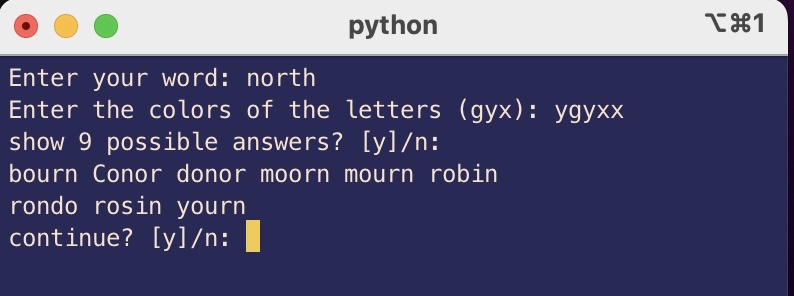 python ⌥⌘1
Enter your word: north
Enter the colors of the letters (gyx): ygyxx
show 9 possible answers? [y]/n:
bourn Conor donor moorn mourn robin
rondo rosin yourn
continue? [y]/n: